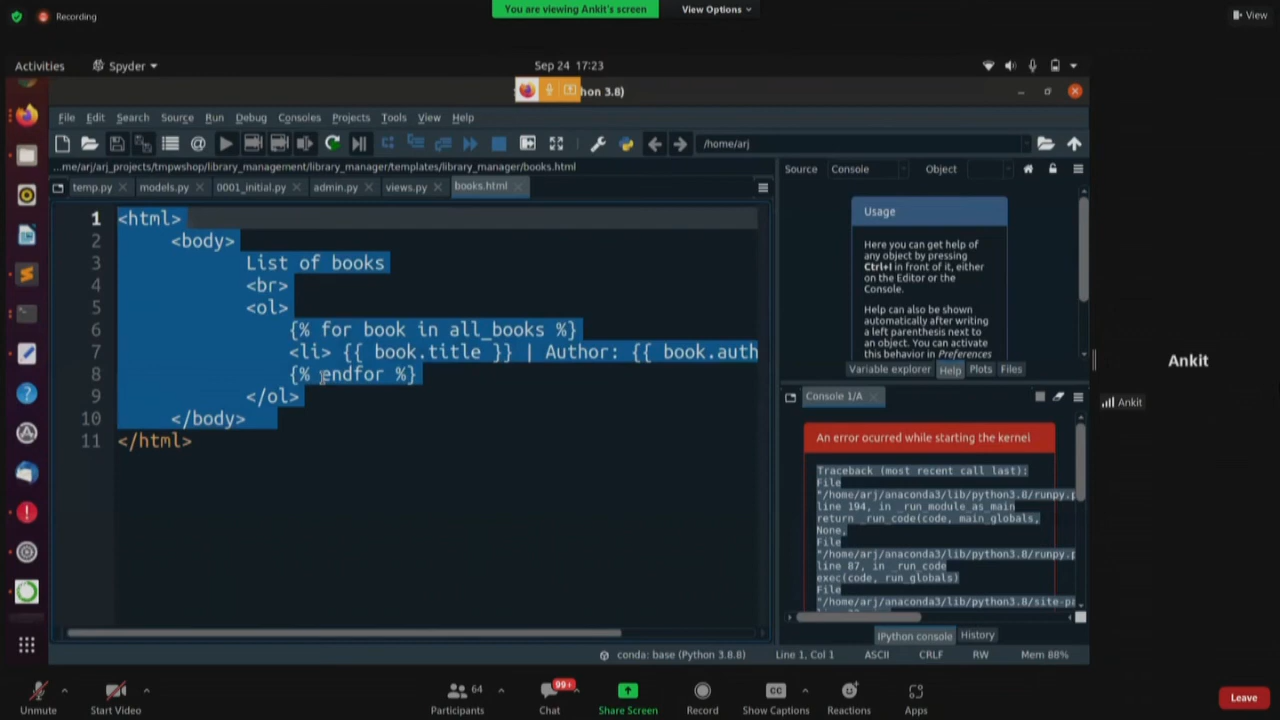 You are viewing Ankit's screen
View Options
Recording
View
Activities
Spyder
Sep 24 17:23
hon 3.8)
File Edit Search Source Run Debug Consoles Projects Tools View Help
/home/arj
...me/arj/arj_projects/trnpwshop/library_management/library_manager/templates/library_manager/books.html
temp.py models.py 0001_initial.py admin.py views.py books.html
1 <html>
2 <body>
3 List of books
4 <br>
5 <ol>
6 {% for book in all_books %}
7 <li> {{ book.title }} | Author: {{ book.auth
8 {% endfor %}
9 </ol>
10 </body>
11 </html>
Source Console Object
Usage
Here you can get help of
any object by pressing
Ctrl+I in front of it, either
on the Editor or the
Console.
Help can also be shown
automatically after writing
a left parenthesis next to
an object. You can activate
this behavior in Preferences
Variable explorer Help Plots Files
Console 1/A
An error ocurred while starting the kernel
Traceback (most recent call last):
File
"/home/arj/anaconda3/lib/python3.8/runpy.p
line 194, in _run_module_as_main
return _run_code(code, main_globals,
None,
File
"/home/arj/anaconda3/lib/python3.8/runpy.p
line 87, in _run_code
exec(code, run_globals)
File
"/home/arj/anaconda3/lib/python3.8/site-pa
IPython console History
conda: base (Python 3.8.8) Line 1, Col 1 ASCII CRLF RW Mem 88%
Ankit
Ankit
Unmute
Start Video
64
Participants
99+
Chat
Share Screen
Record
CC
Show Captions
Reactions
Apps
Leave